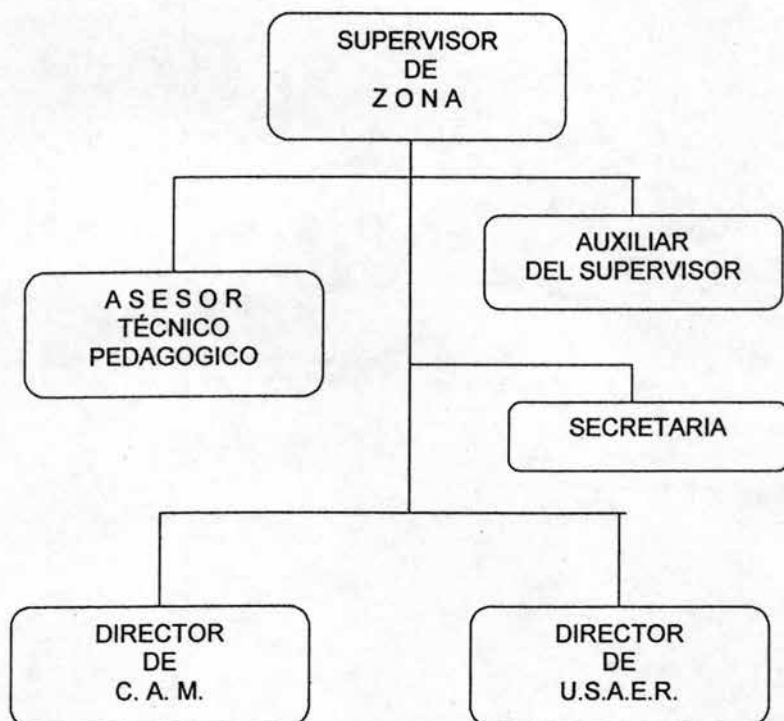 SUPERVISOR
DE
Z O N A
AUXILIAR
DEL SUPERVISOR
A S E S O R
TÉCNICO
PEDAGOGICO
SECRETARIA
DIRECTOR
DE
C. A. M.
DIRECTOR
DE
U.S.A.E.R.